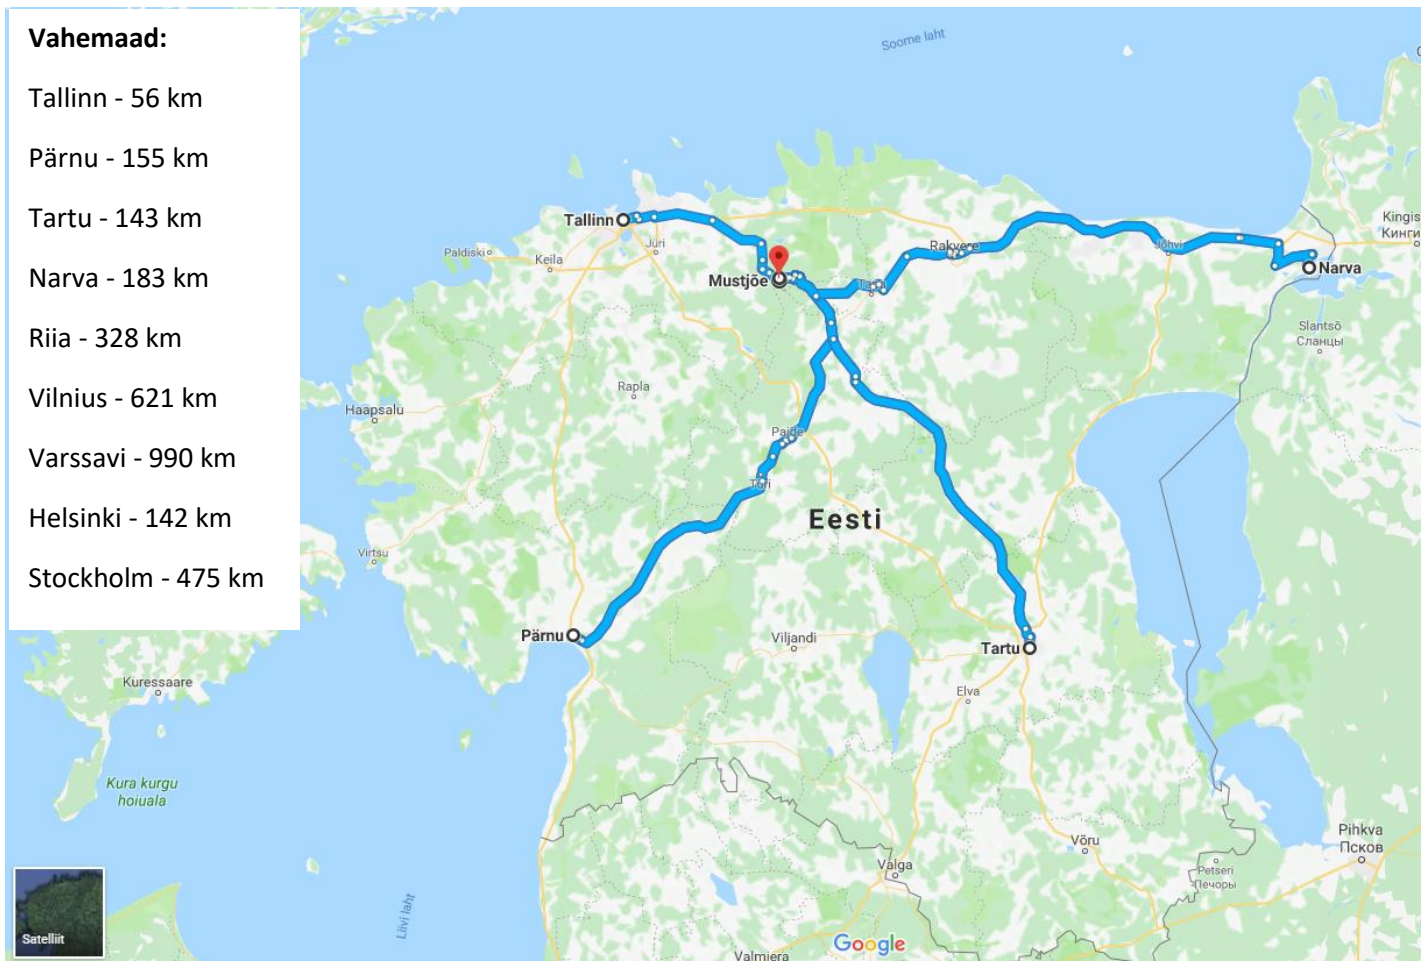 Vahemaad:
Tallinn - 56 km
Pärnu - 155 km
Tartu - 143 km
Narva - 183 km
Riia - 328 km
Vilnius - 621 km
Varssavi - 990 km
Helsinki - 142 km
Stockholm - 475 km
Soome laht
Tallinn
Paldiski
Keila
Jüri
Mustjõe
Tapa
Rakvere
Jõhvi
Narva
Kingis
Кинги
Slantsõ
Сланцы
Haapsalu
Rapla
Paide
Türi
Eesti
Virtsu
Pärnu
Viljandi
Tartu
Elva
Kuressaare
Kura kurgu
hoiuala
Liivi laht
Valga
Võru
Petseri
Печоры
Pihkva
Псков
Valmiera
Google
Satelliit